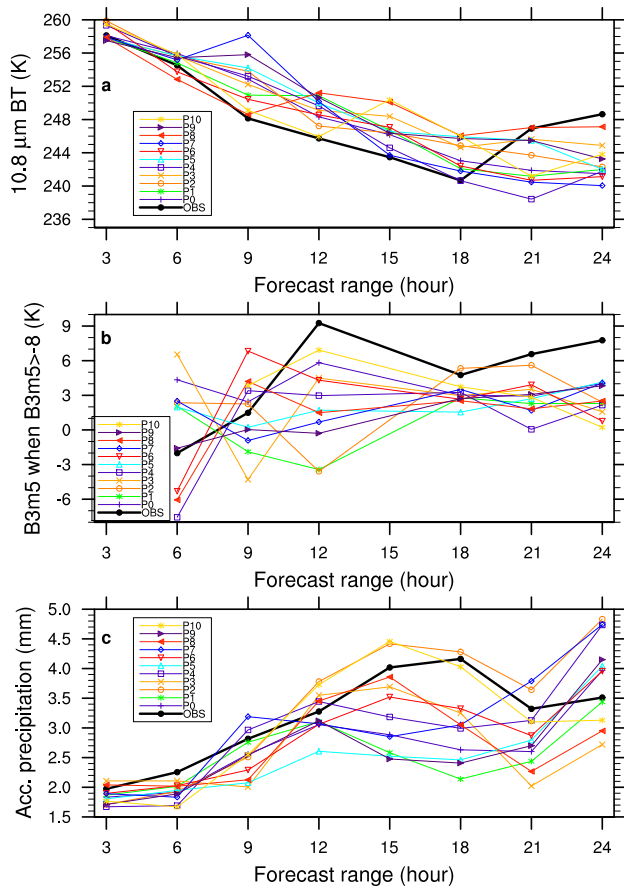 260
256
252
248
244
240
236
10.8 μm BT (K)
a
P10
P9
P8
P7
P6
P5
P4
P3
P2
P1
P0
OBS
3 6 9 12 15 18 21 24
Forecast range (hour)
9
6
3
0
-3
-6
B3m5 when B3m5>-8 (K)
b
P10
P9
P8
P7
P6
P5
P4
P3
P2
P1
P0
OBS
3 6 9 12 15 18 21 24
Forecast range (hour)
5.0
4.5
4.0
3.5
3.0
2.5
2.0
1.5
Acc. precipitation (mm)
c
P10
P9
P8
P7
P6
P5
P4
P3
P2
P1
P0
OBS
3 6 9 12 15 18 21 24
Forecast range (hour)